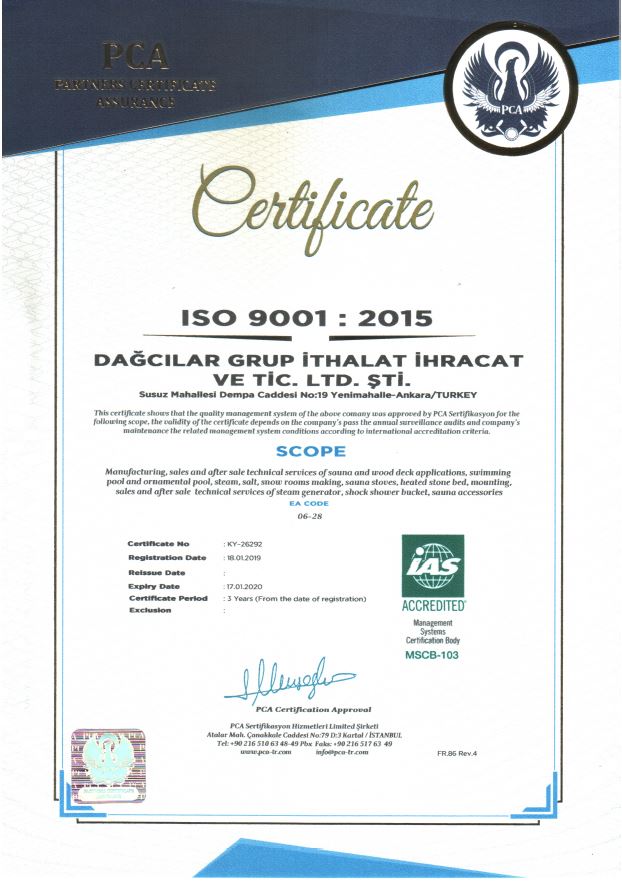 PCA
PARTNERS CERTIFICATE
ASSURANCE
PCA
Certificate
ISO 9001 : 2015
DAĞCILAR GRUP İTHALAT İHRACAT
VE TİC. LTD. ŞTİ.
Susuz Mahallesi Dempa Caddesi No:19 Yenimahalle-Ankara/TURKEY
This certificate shows that the quality management system of the above comany was approved by PCA Sertifikasyon for the
following scope, the validity of the certificate depends on the company's pass the annual surveillance audits and company's
maintenance the related management system conditions according to international accreditation criteria.
SCOPE
Manufacturing, sales and after sale technical services of sauna and wood deck applications, swimming
pool and ornamental pool, steam, salt, snow rooms making, sauna stoves, heated stone bed, mounting,
sales and after sale technical services of steam generator, shock shower bucket, sauna accessories
EA CODE
06-28
Certificate No : KY-26292
Registration Date : 18.01.2019
Reissue Date :
Expiry Date : 17.01.2020
Certificate Period : 3 Years (From the date of registration)
Exclusion :
IAS
ACCREDITED
Management
Systems
Certification Body
MSCB-103
PCA Certification Approval
PCA Sertifikasyon Hizmetleri Limited Şirketi
Atalar Mah. Çanakkale Caddesi No:79 D:3 Kartal / İSTANBUL
Tel: +90 216 510 63 48-49 Pbx Faks: +90 216 517 63 49
www.pca-tr.com info@pca-tr.com
FR.86 Rev.4